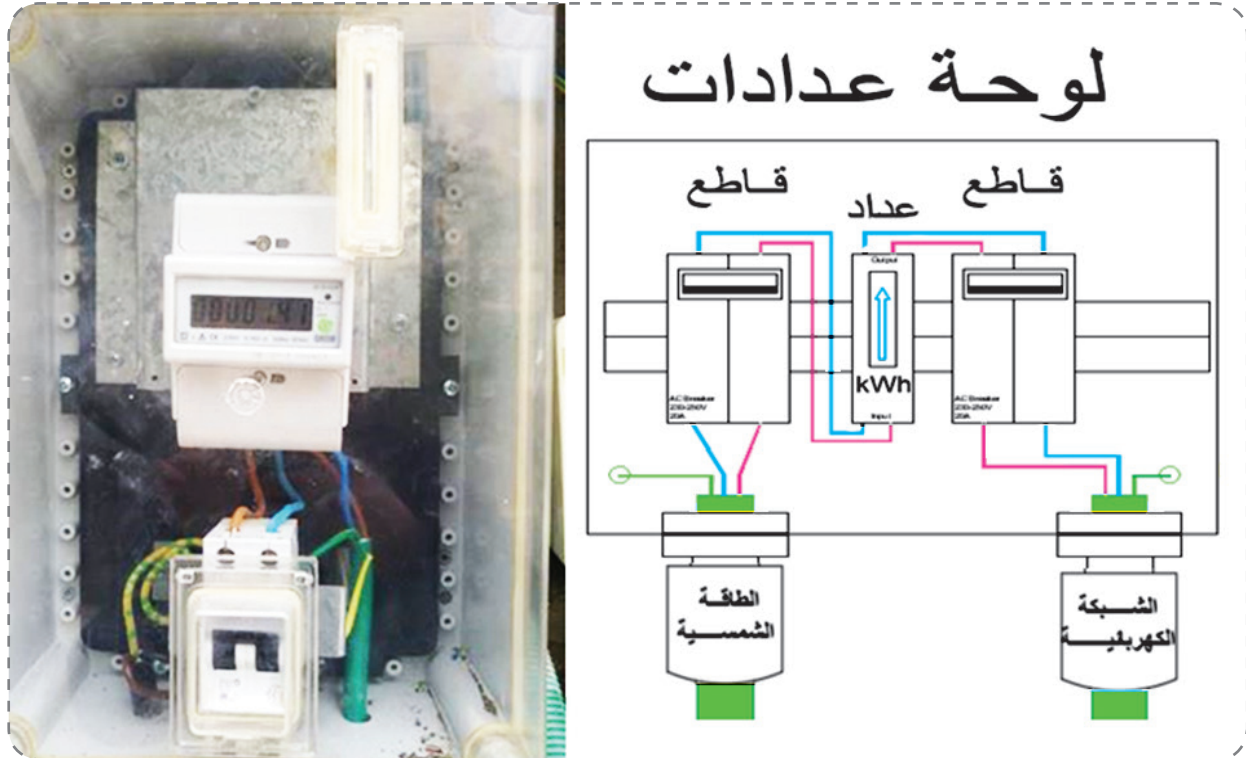 لوحة عدادات
قاطع
قاطع
عداد
Output
kWh
AC Breaker
230-250V
20A
Input
AC Breaker
230-250V
20A
الطاقة
الشمسية
الشبكة
الكهربائية